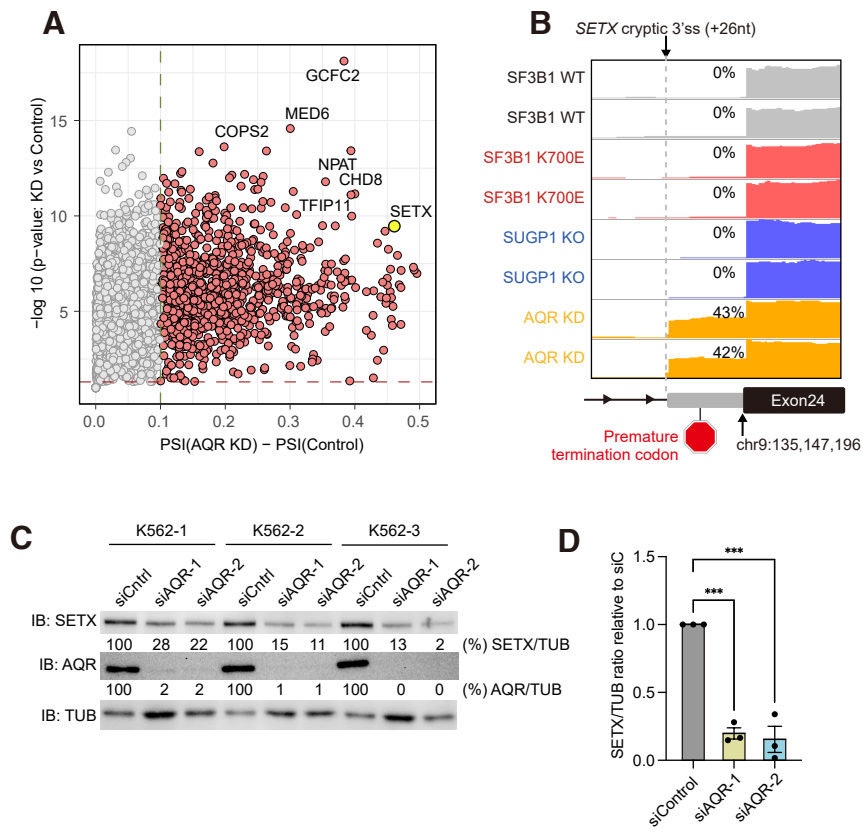 A
−log 10 (p-value: KD vs Control)
15
10
5
GCFC2
MED6
COPS2
NPAT
CHD8
TFIP11
SETX
0.0 0.1 0.2 0.3 0.4 0.5
PSI(AQR KD) − PSI(Control)
B
SETX cryptic 3'ss (+26nt)
SF3B1 WT 0%
SF3B1 WT 0%
SF3B1 K700E 0%
SF3B1 K700E 0%
SUGP1 KO 0%
SUGP1 KO 0%
AQR KD 43%
AQR KD 42%
Exon24
Premature
termination codon
chr9:135,147,196
C
K562-1 K562-2 K562-3
siCntrl siAQR-1 siAQR-2 siCntrl siAQR-1 siAQR-2 siCntrl siAQR-1 siAQR-2
IB: SETX
100 28 22 100 15 11 100 13 2 (%) SETX/TUB
IB: AQR
100 2 2 100 1 1 100 0 0 (%) AQR/TUB
IB: TUB
D
SETX/TUB ratio relative to siC
1.5
1.0
0.5
0.0
***
***
siControl
siAQR-1
siAQR-2